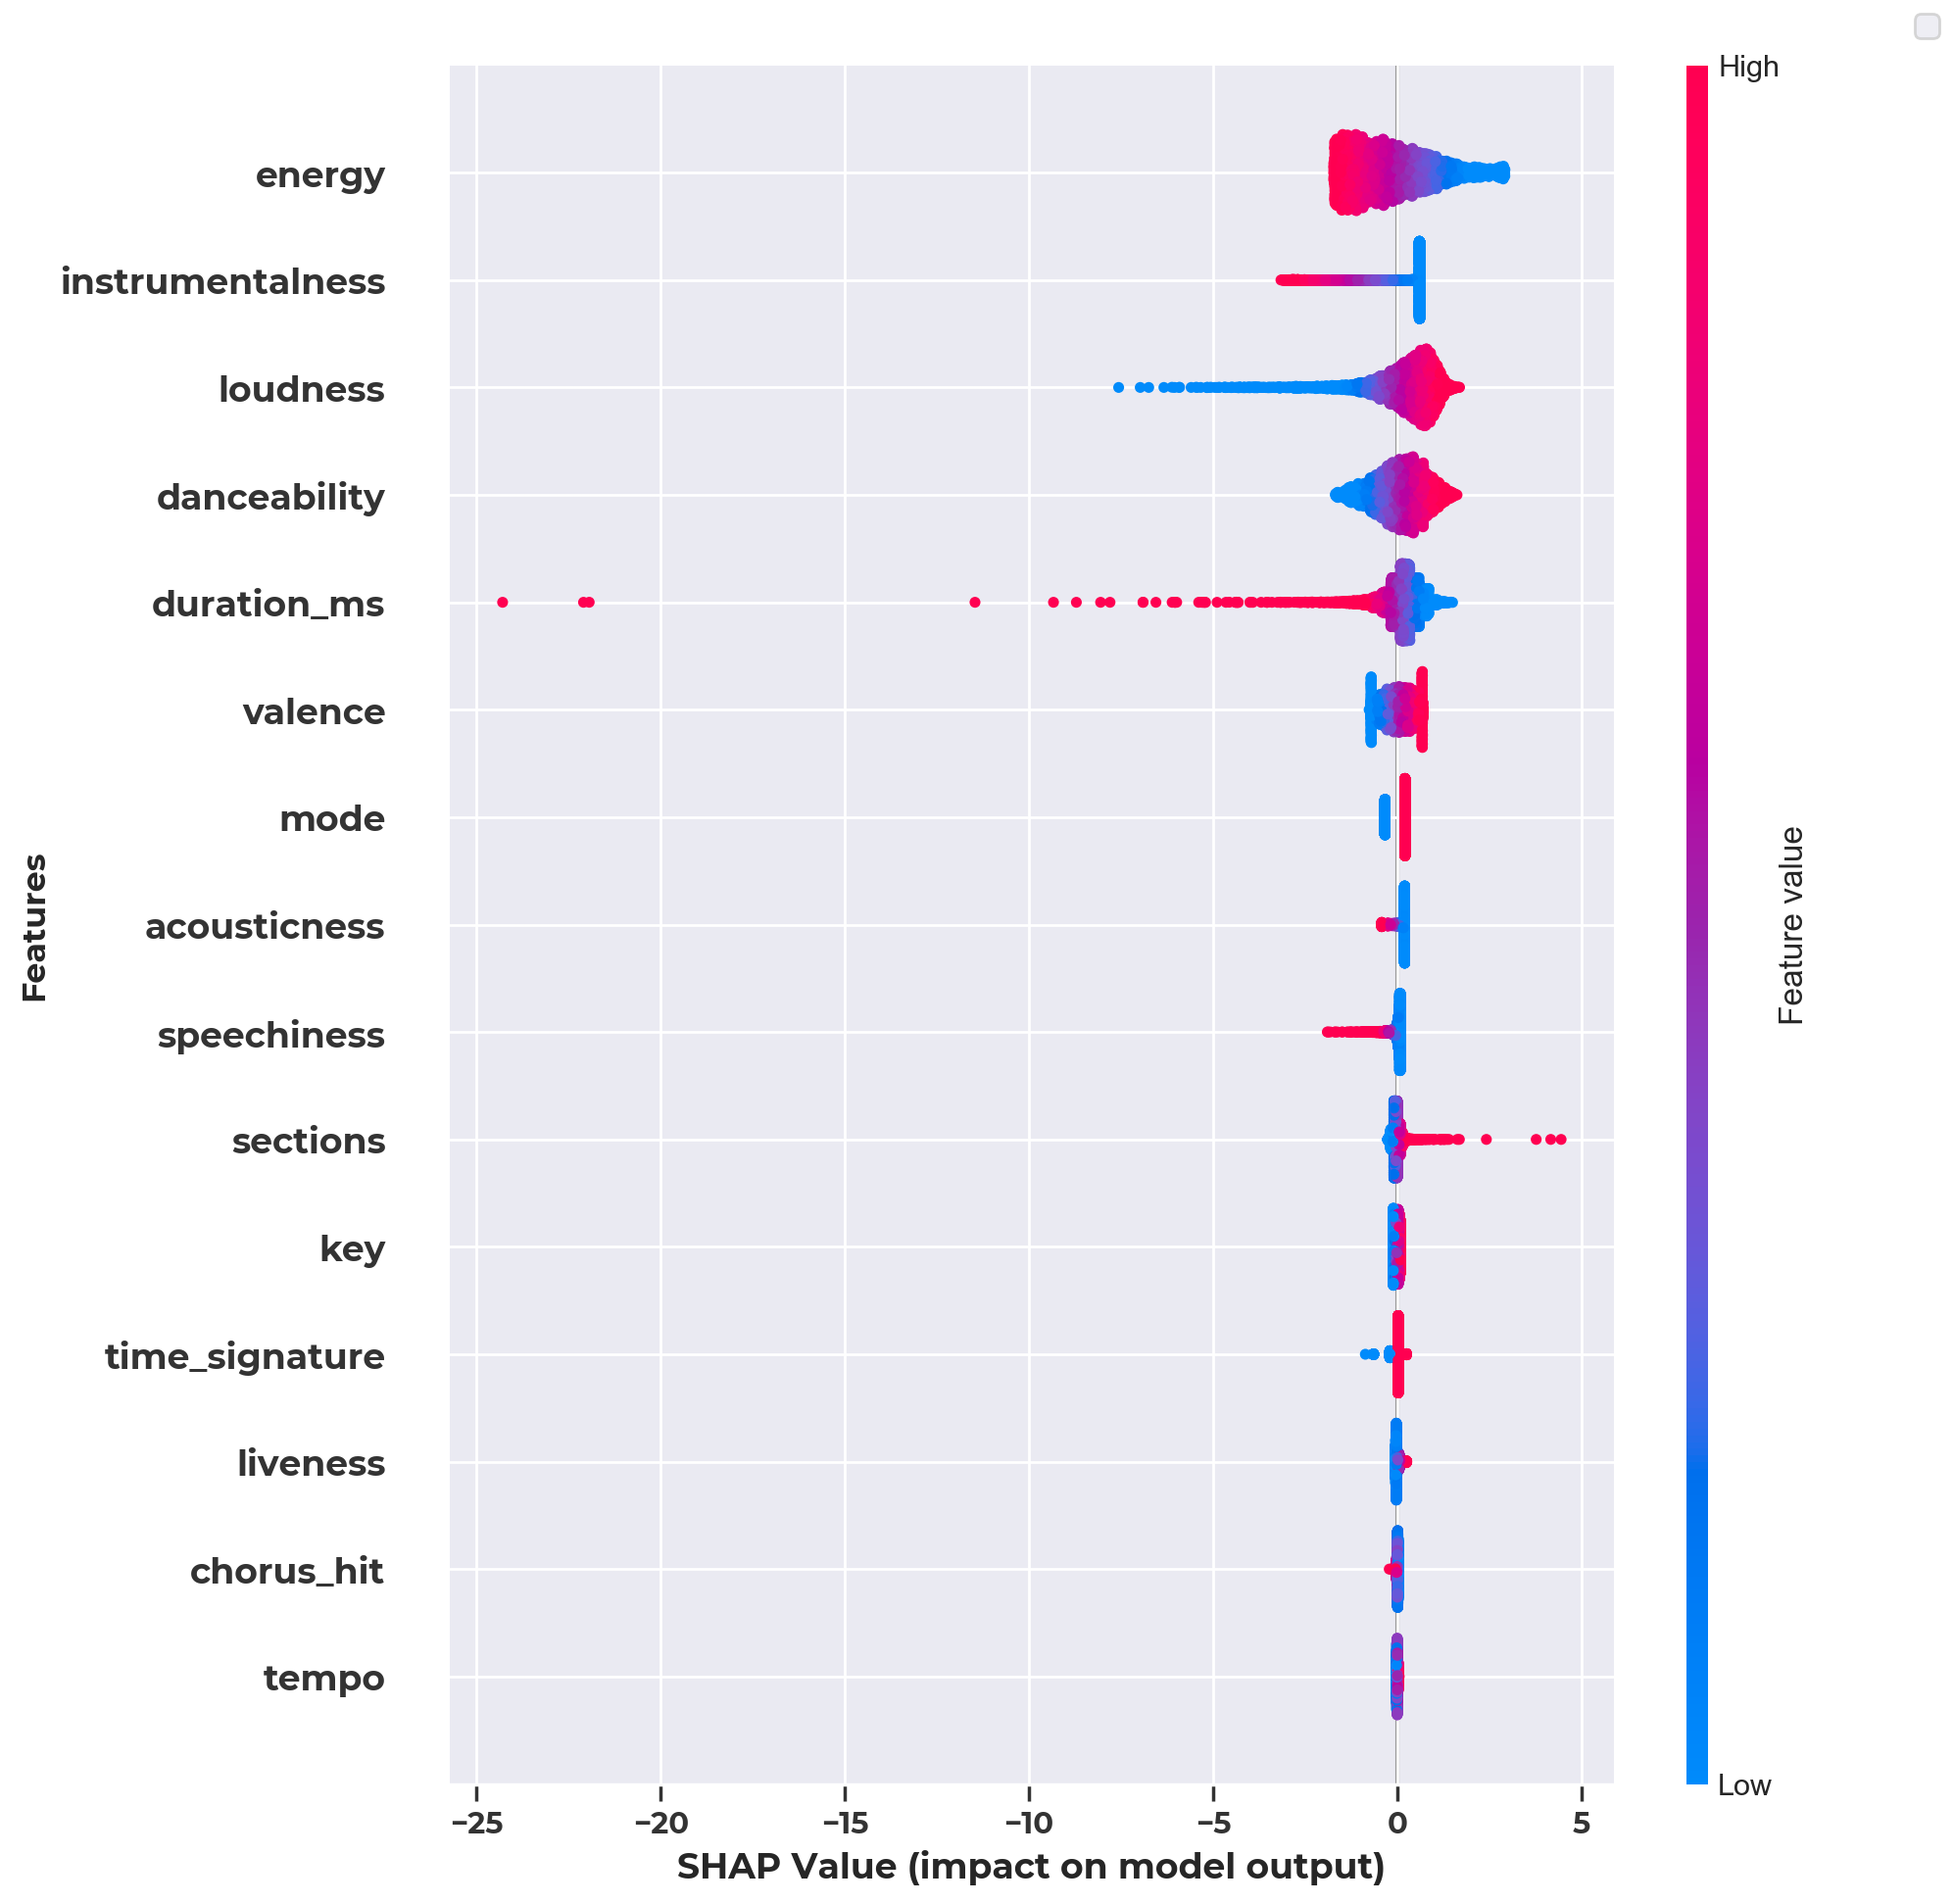 High
energy
instrumentalness
loudness
danceability
duration_ms
valence
mode
acousticness
speechiness
sections
key
time_signature
liveness
chorus_hit
tempo
Features
Feature value
Low
−25 −20 −15 −10 −5 0 5
SHAP Value (impact on model output)